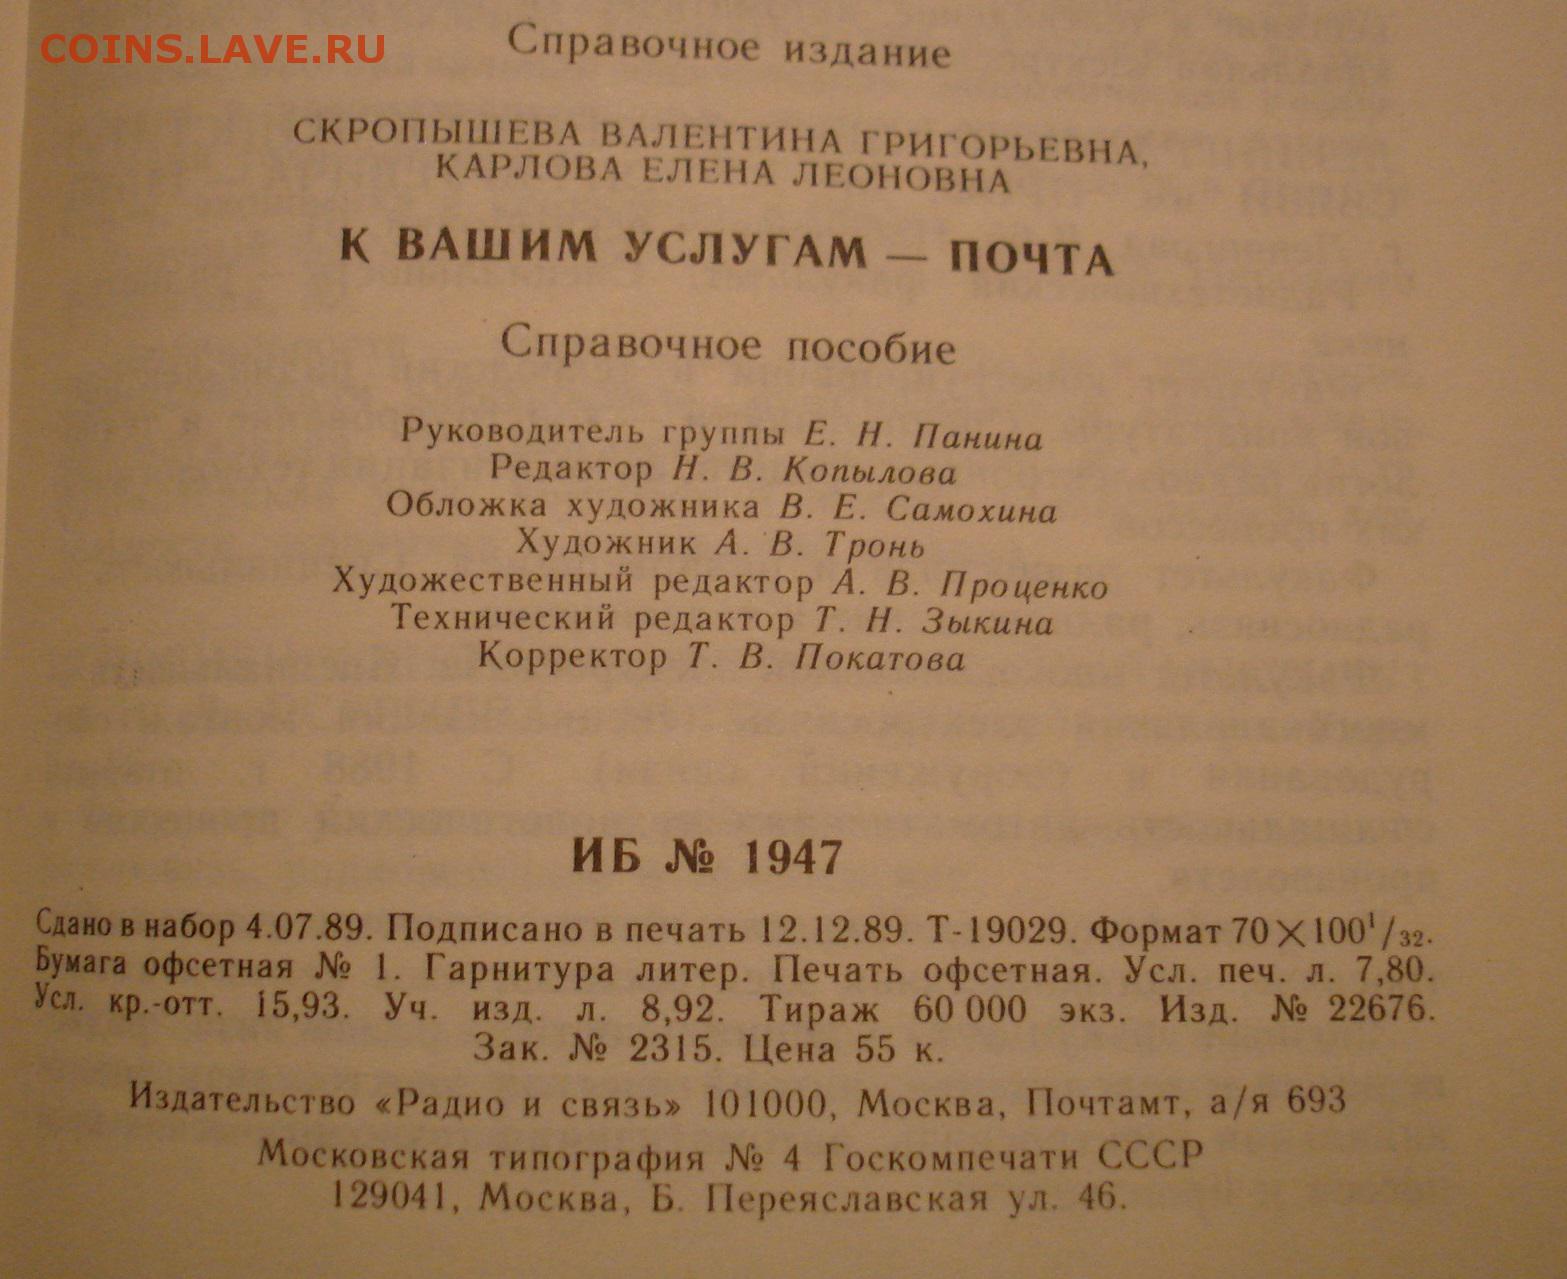 COINS.LAVE.RU
Справочное издание
СКРОПЫШЕВА ВАЛЕНТИНА ГРИГОРЬЕВНА,
КАРЛОВА ЕЛЕНА ЛЕОНОВНА
К ВАШИМ УСЛУГАМ — ПОЧТА
Справочное пособие
Руководитель группы Е. Н. Панина
Редактор Н. В. Копылова
Обложка художника В. Е. Самохина
Художник А. В. Тронь
Художественный редактор А. В. Проценко
Технический редактор Т. Н. Зыкина
Корректор Т. В. Покатова
ИБ № 1947
Сдано в набор 4.07.89. Подписано в печать 12.12.89. Т-19029. Формат 70×100¹/₃₂.
Бумага офсетная № 1. Гарнитура литер. Печать офсетная. Усл. печ. л. 7,80.
Усл. кр.-отт. 15,93. Уч. изд. л. 8,92. Тираж 60 000 экз. Изд. № 22676.
Зак. № 2315. Цена 55 к.
Издательство «Радио и связь» 101000, Москва, Почтамт, а/я 693
Московская типография № 4 Госкомпечати СССР
129041, Москва, Б. Переяславская ул. 46.